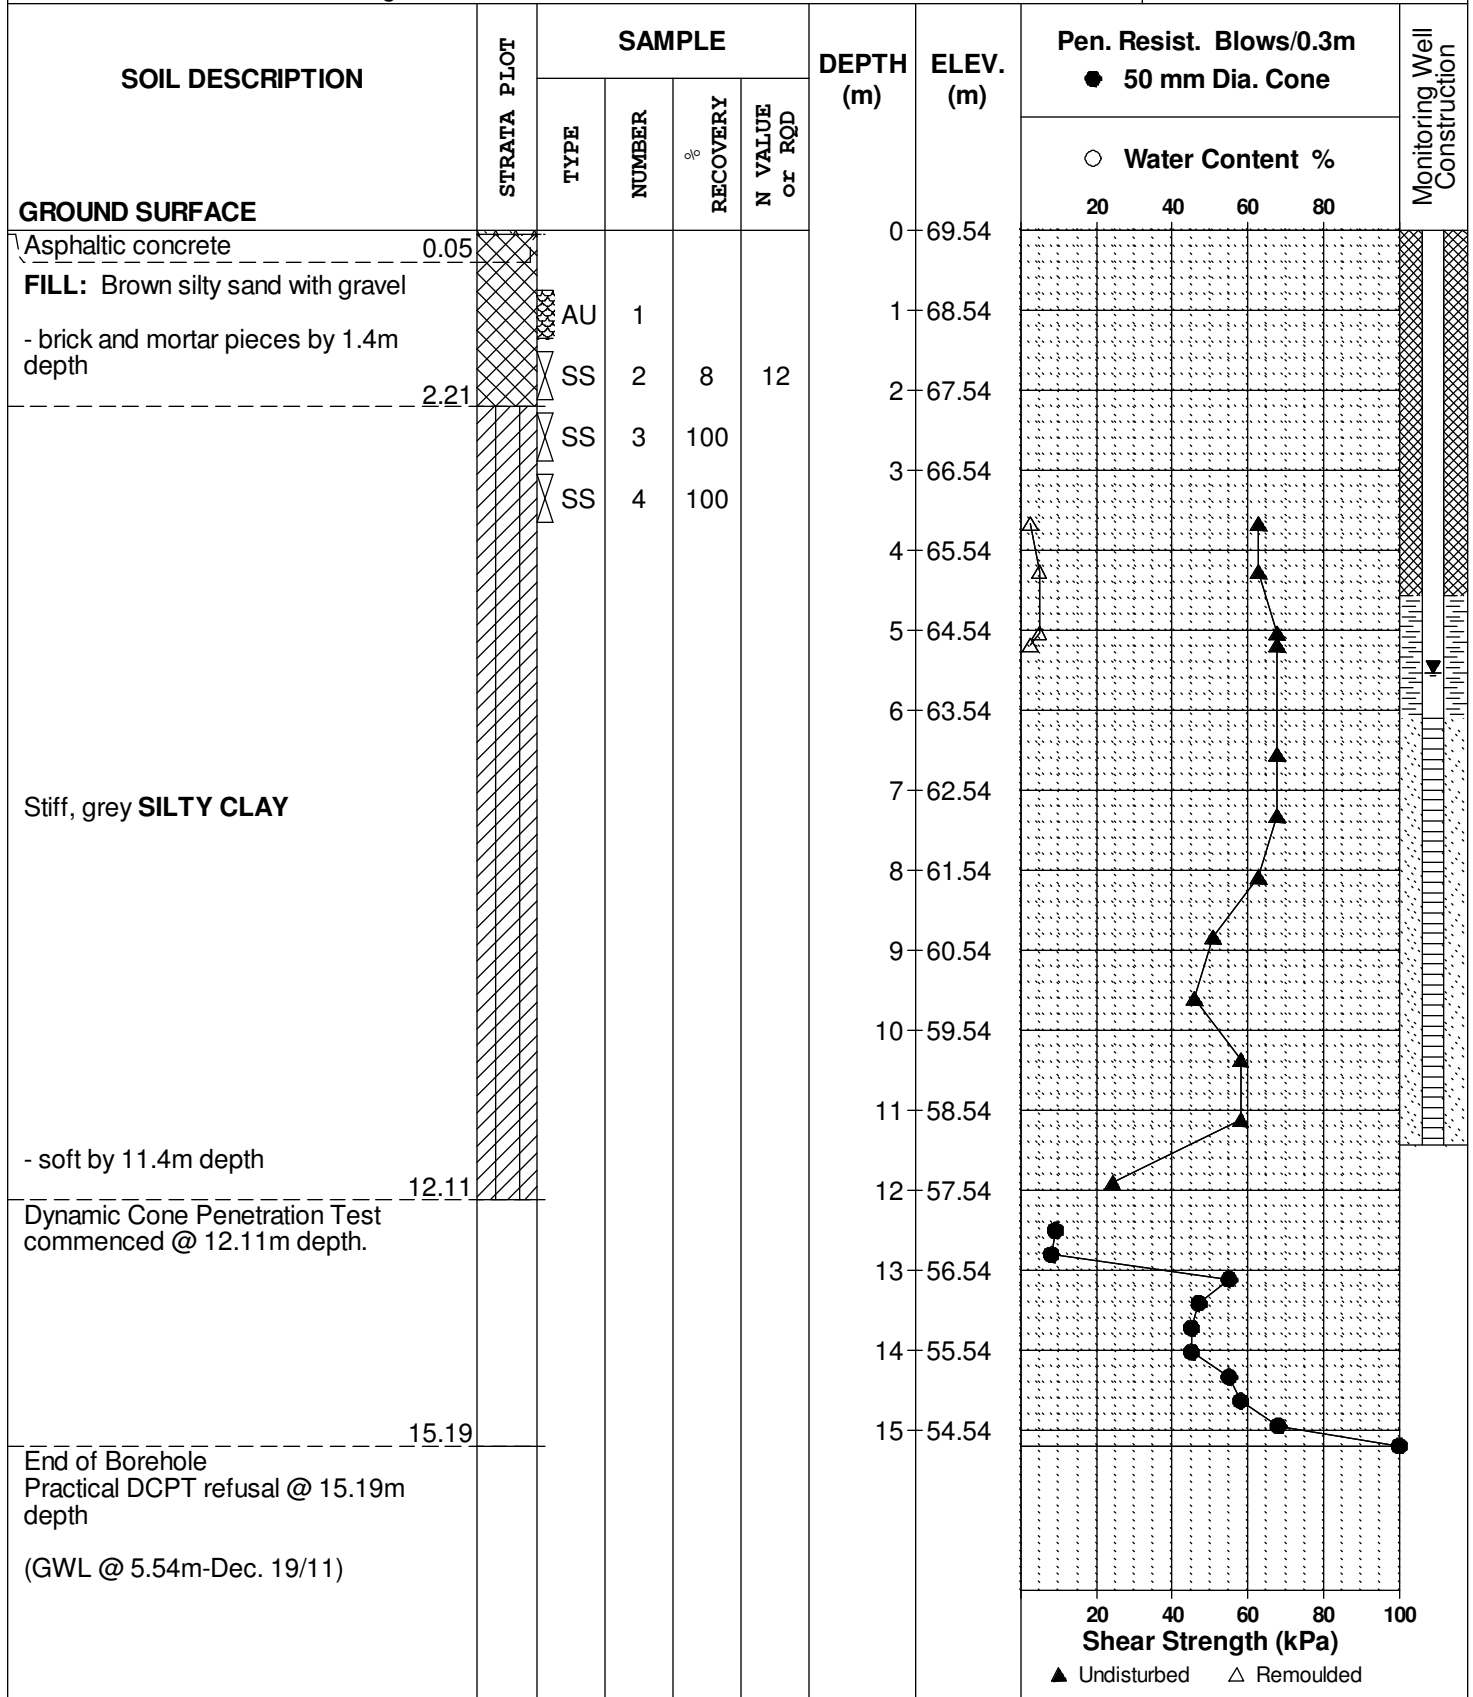 SOIL DESCRIPTION
GROUND SURFACE
STRATA PLOT
SAMPLE
TYPE
NUMBER
%
RECOVERY
N VALUE
or RQD
DEPTH
(m)
ELEV.
(m)
Pen. Resist. Blows/0.3m
● 50 mm Dia. Cone
○ Water Content %
20 40 60 80
Monitoring Well
Construction
Asphaltic concrete 0.05
FILL: Brown silty sand with gravel
- brick and mortar pieces by 1.4m
depth
2.21
AU 1
SS 2 8 12
SS 3 100
SS 4 100
Stiff, grey SILTY CLAY
- soft by 11.4m depth
12.11
Dynamic Cone Penetration Test
commenced @ 12.11m depth.
15.19
End of Borehole
Practical DCPT refusal @ 15.19m
depth
(GWL @ 5.54m-Dec. 19/11)
0 69.54
1 68.54
2 67.54
3 66.54
4 65.54
5 64.54
6 63.54
7 62.54
8 61.54
9 60.54
10 59.54
11 58.54
12 57.54
13 56.54
14 55.54
15 54.54
20 40 60 80 100
Shear Strength (kPa)
▲ Undisturbed △ Remoulded